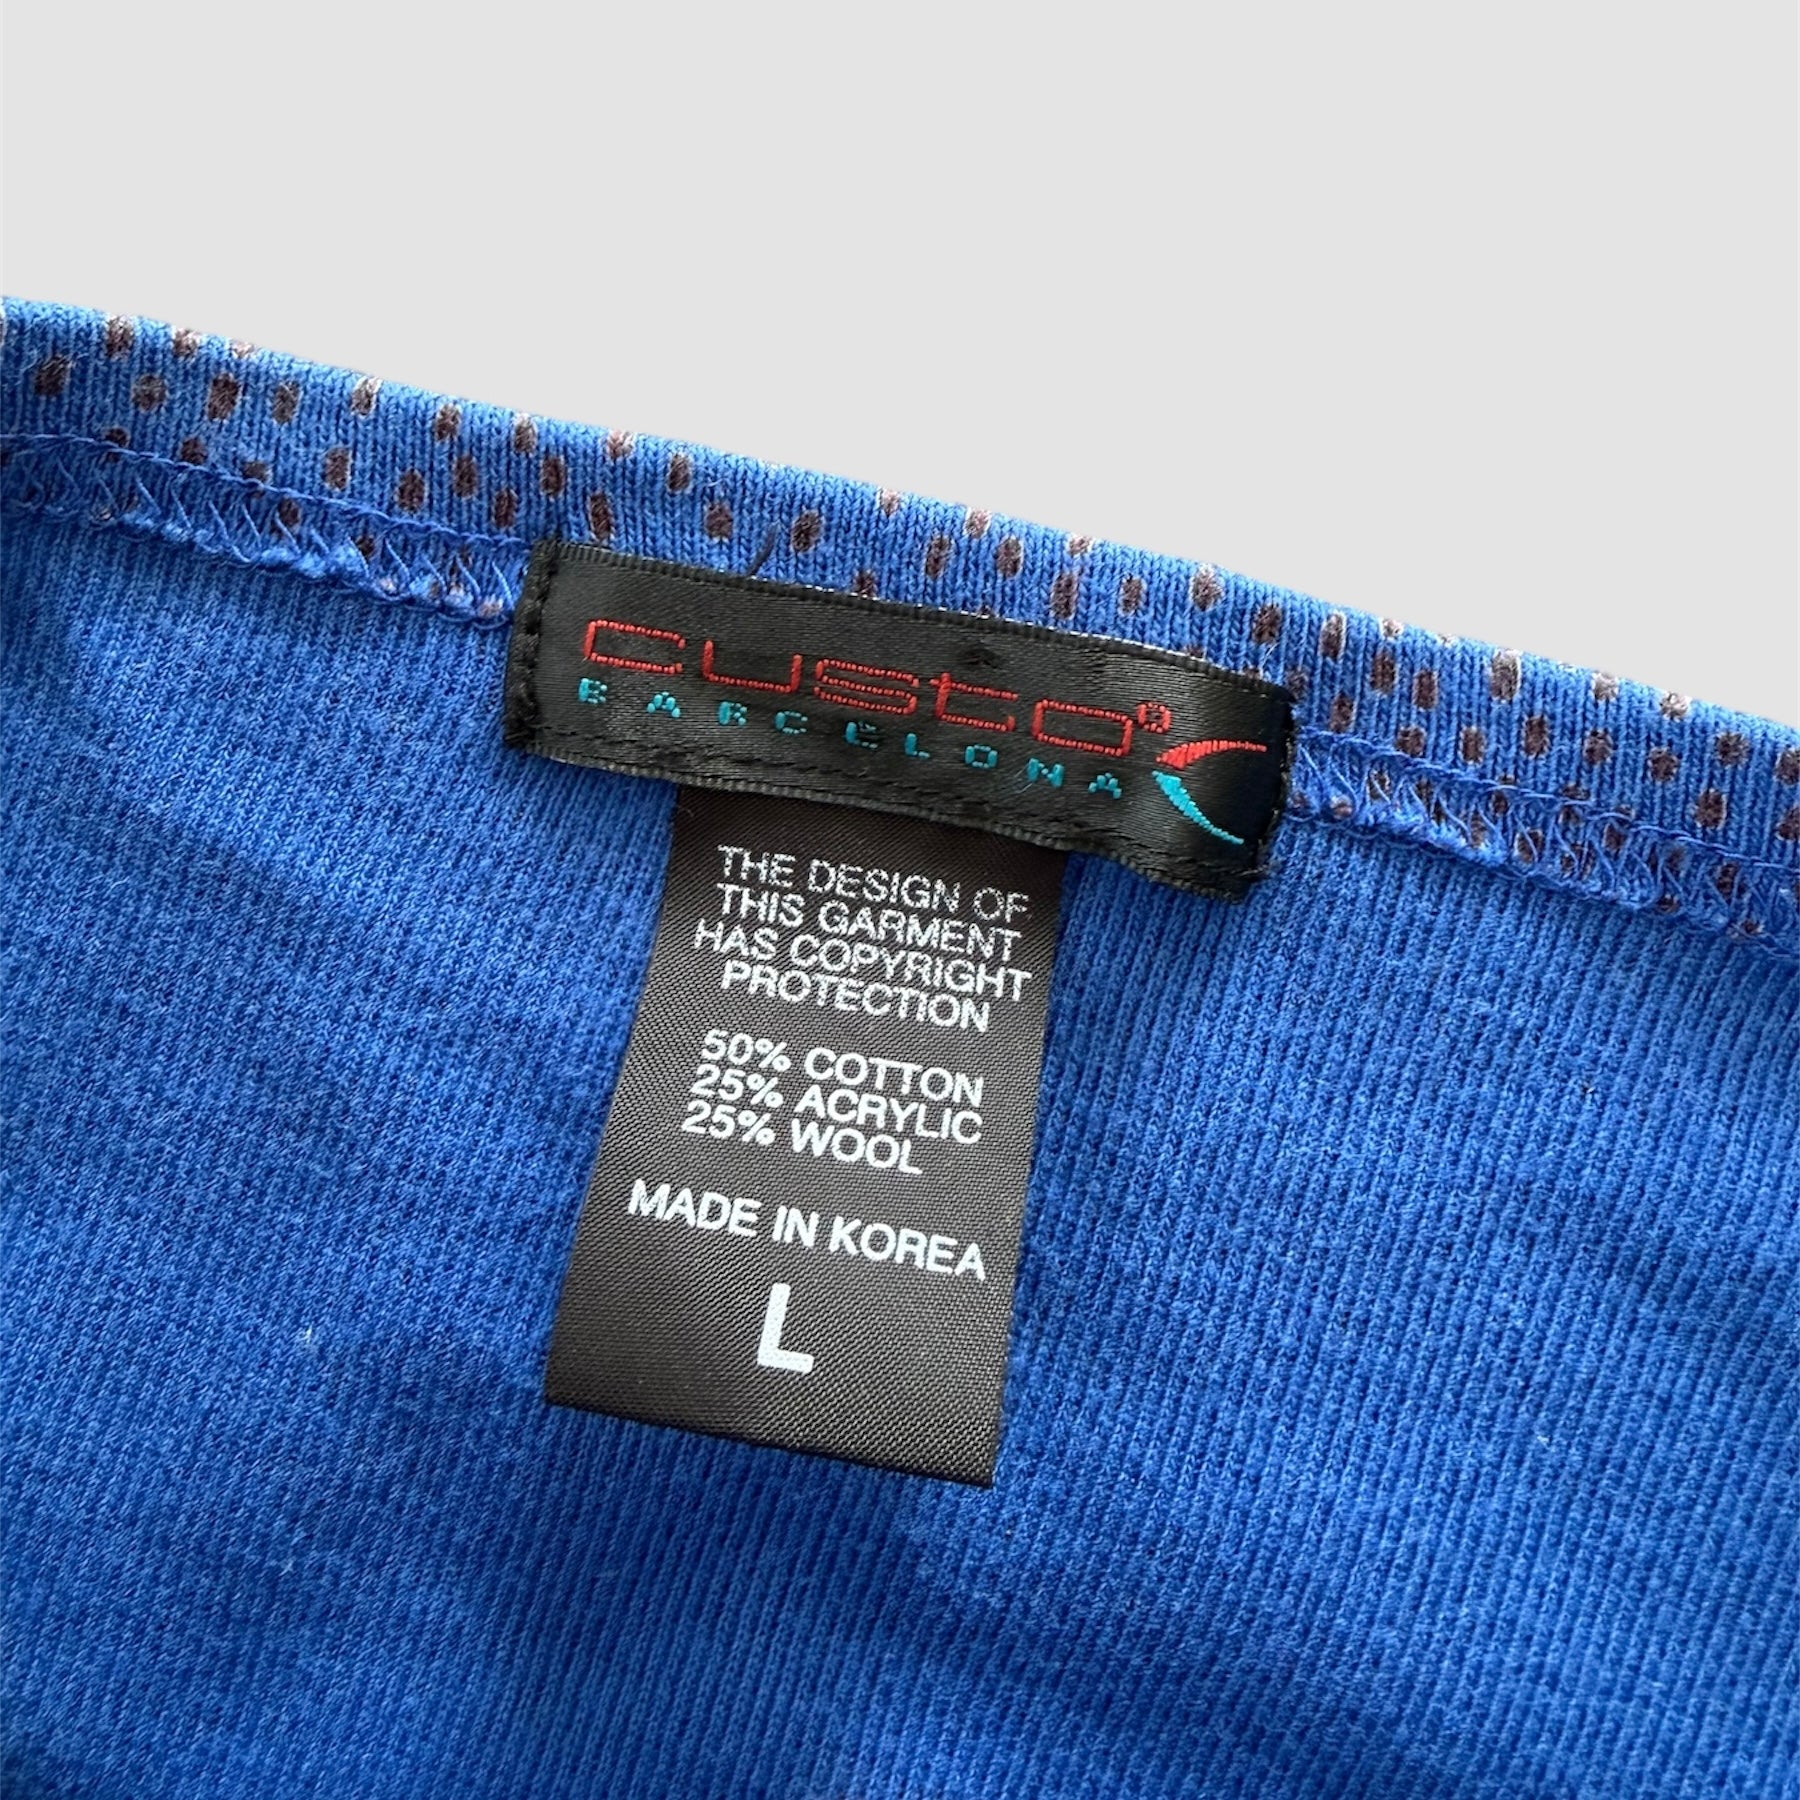 custo®
BARCELONA
THE DESIGN OF
THIS GARMENT
HAS COPYRIGHT
PROTECTION
50% COTTON
25% ACRYLIC
25% WOOL
MADE IN KOREA
L